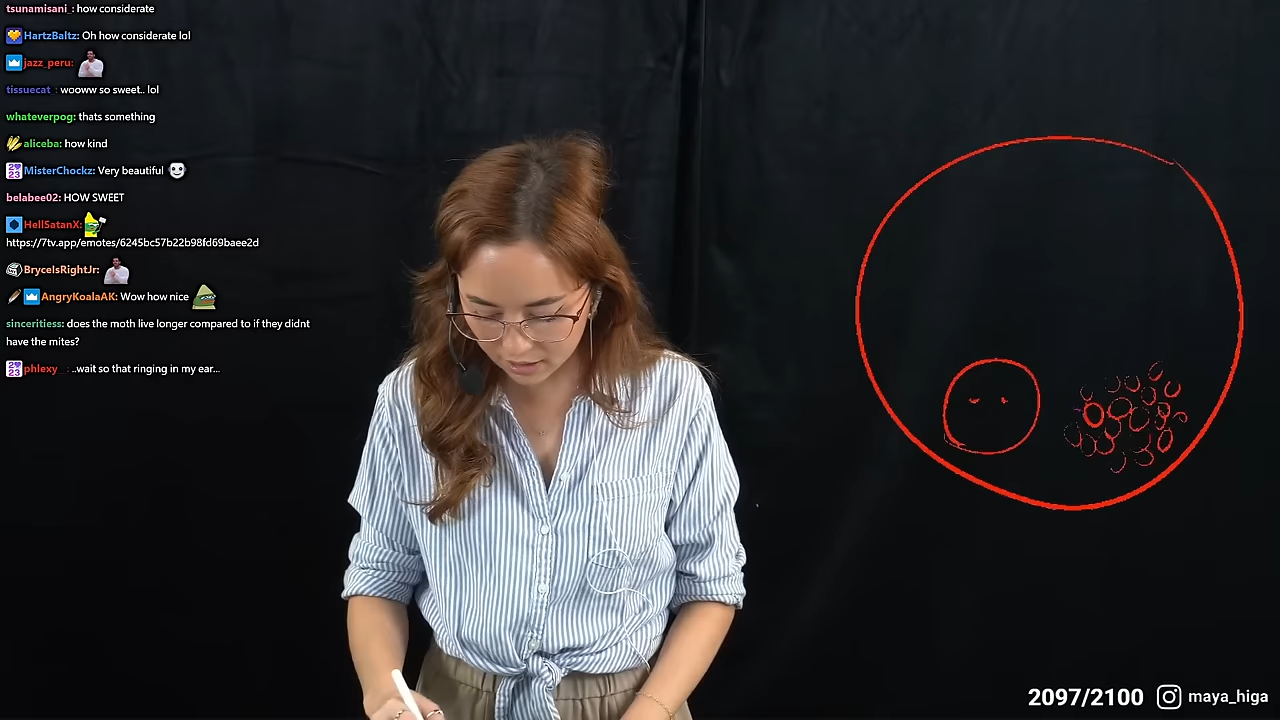 tsunamisani_: how considerate
HartzBaltz: Oh how considerate lol
jazz_peru:
tissuecat : wooww so sweet.. lol
whateverpog: thats something
aliceba: how kind
MisterChockz: Very beautiful
belabee02: HOW SWEET
HellSatanX:
https://7tv.app/emotes/6245bc57b22b98fd69baee2d
BryceIsRightJr:
AngryKoalaAK: Wow how nice
sinceritiess: does the moth live longer compared to if they didnt
have the mites?
phlexy_: ..wait so that ringing in my ear...
2097/2100 maya_higa